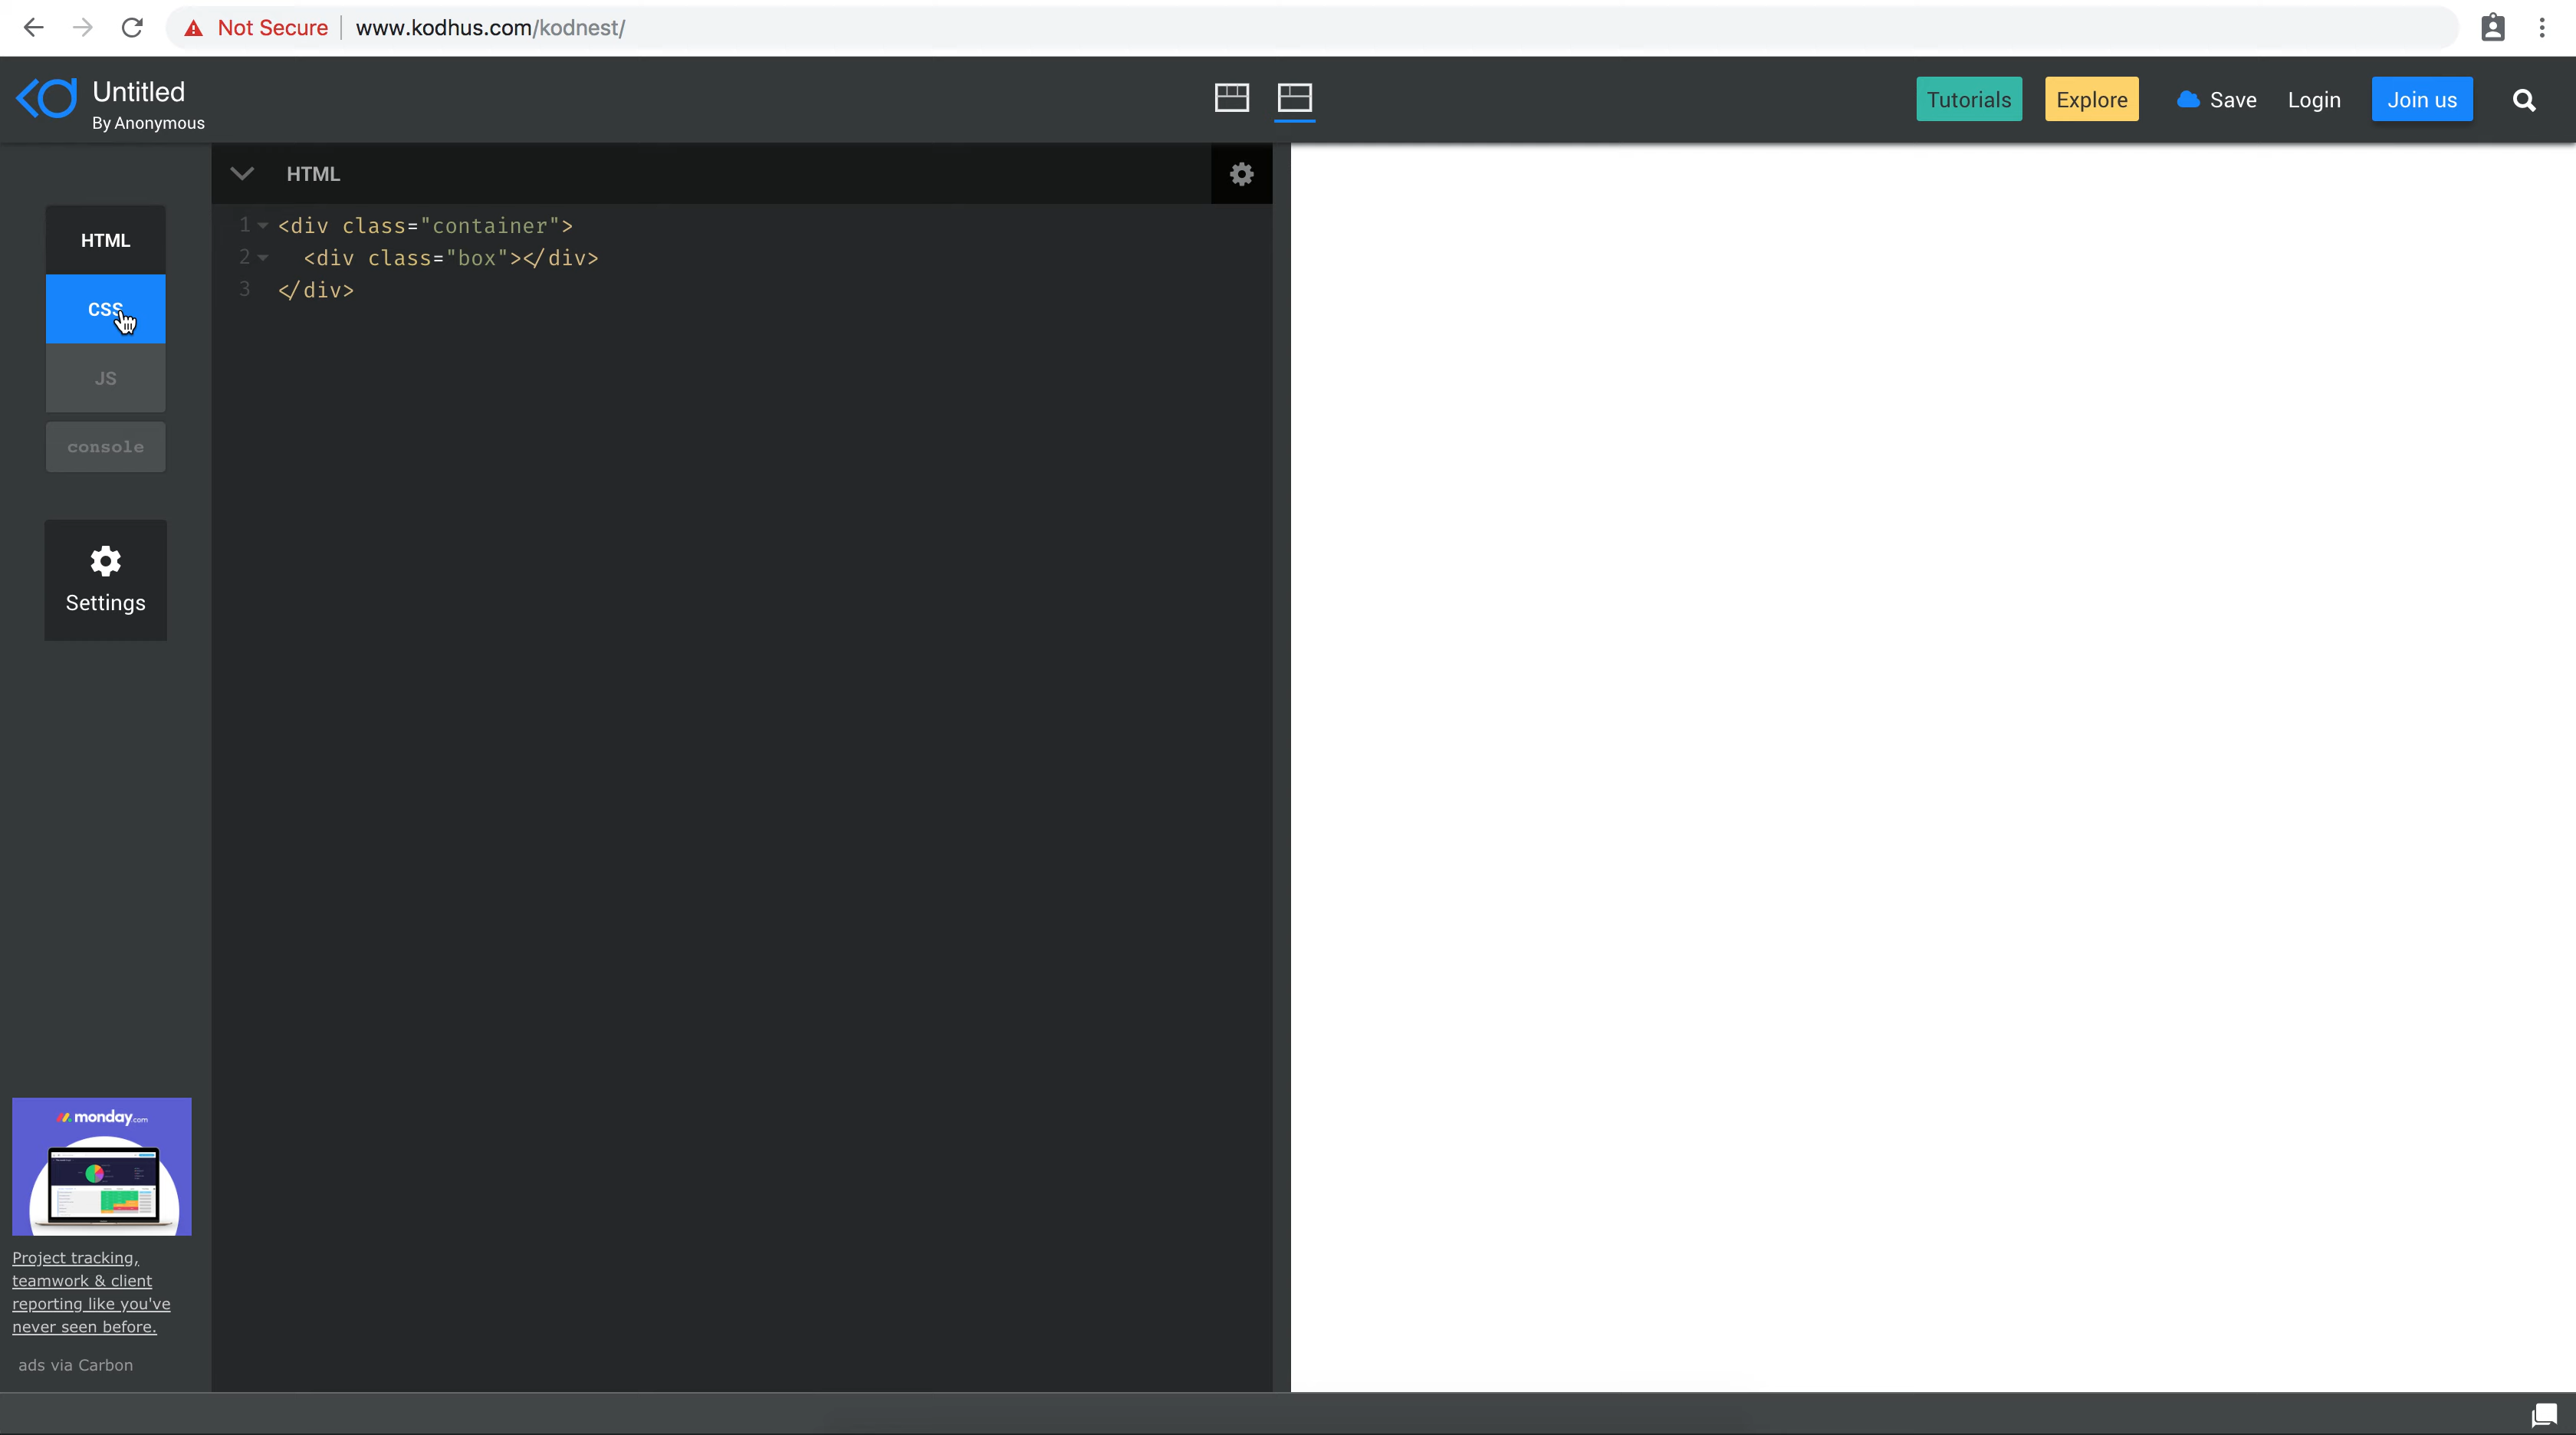 Not Secure www.kodhus.com/kodnest/
Untitled
By Anonymous
Tutorials
Explore
Save
Login
Join us
HTML
CSS
JS
console
Settings
HTML
1 <div class="container">
2 <div class="box"></div>
3 </div>
monday.com
Project tracking,
teamwork & client
reporting like you've
never seen before.
ads via Carbon